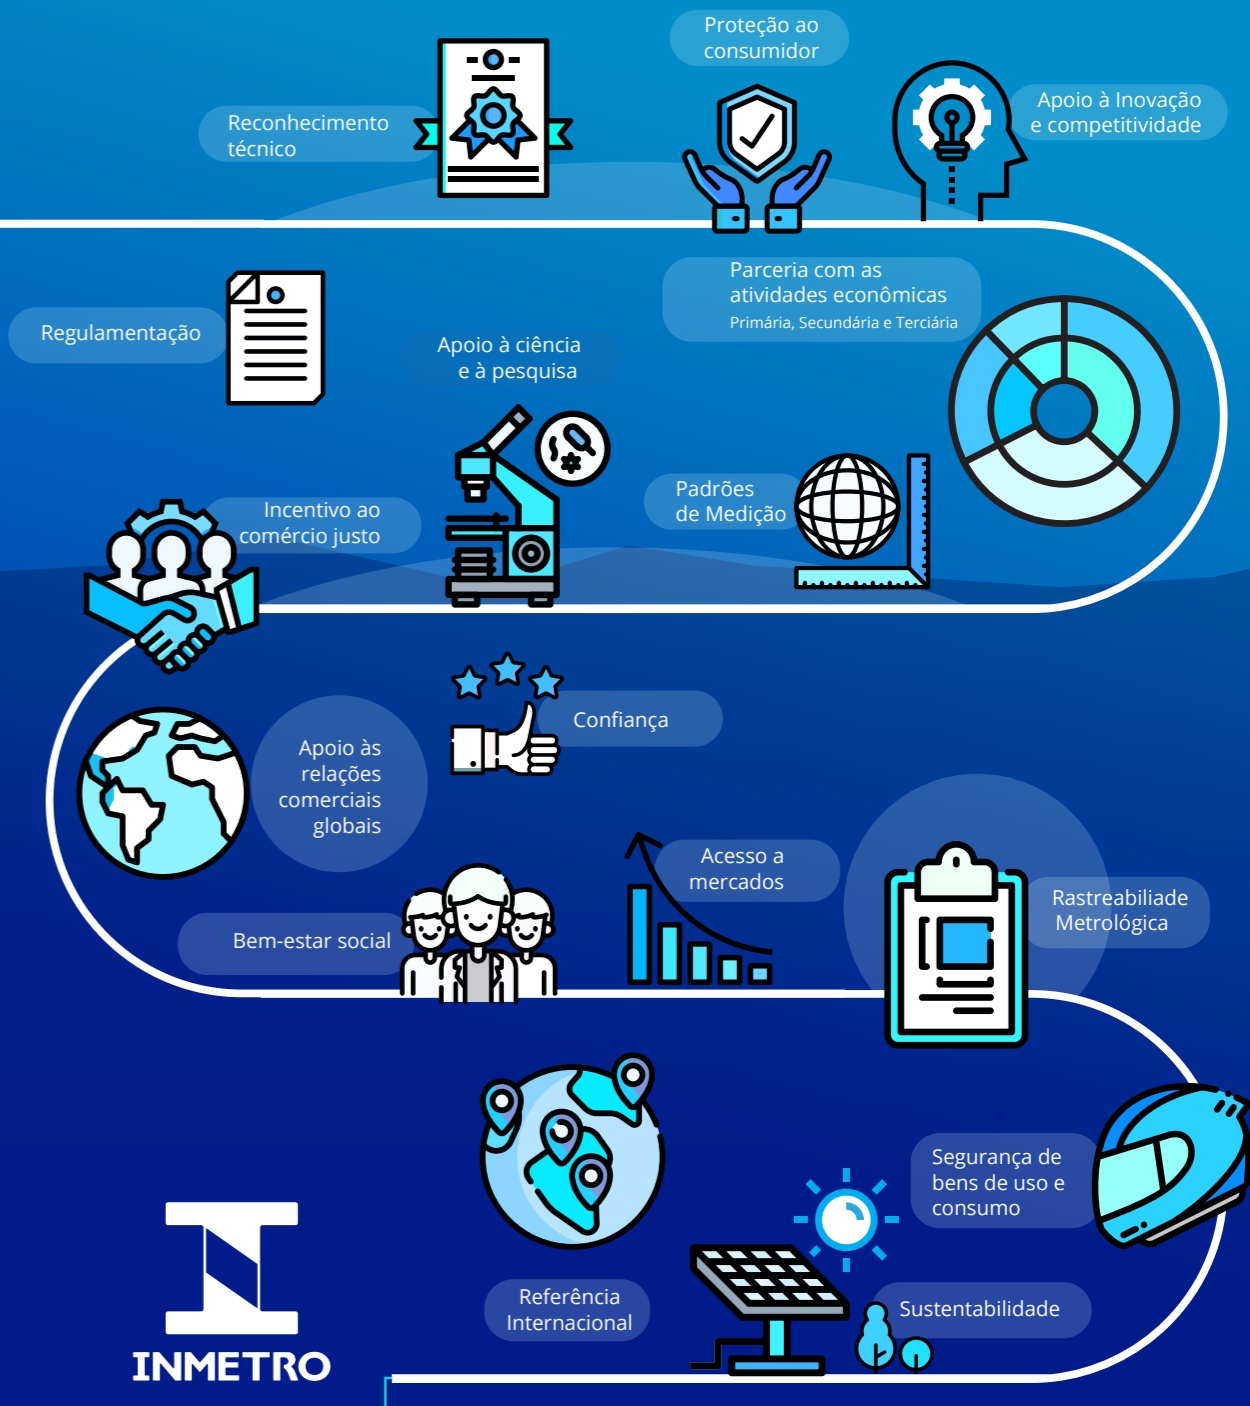 Proteção ao
consumidor
Reconhecimento
técnico
Apoio à Inovação
e competitividade
Parceria com as
atividades econômicas
Primária, Secundária e Terciária
Regulamentação
Apoio à ciência
e à pesquisa
Padrões
de Medição
Incentivo ao
comércio justo
Confiança
Apoio às
relações
comerciais
globais
Acesso a
mercados
Rastreabiliade
Metrológica
Bem-estar social
Segurança de
bens de uso e
consumo
Referência
Internacional
Sustentabilidade
INMETRO